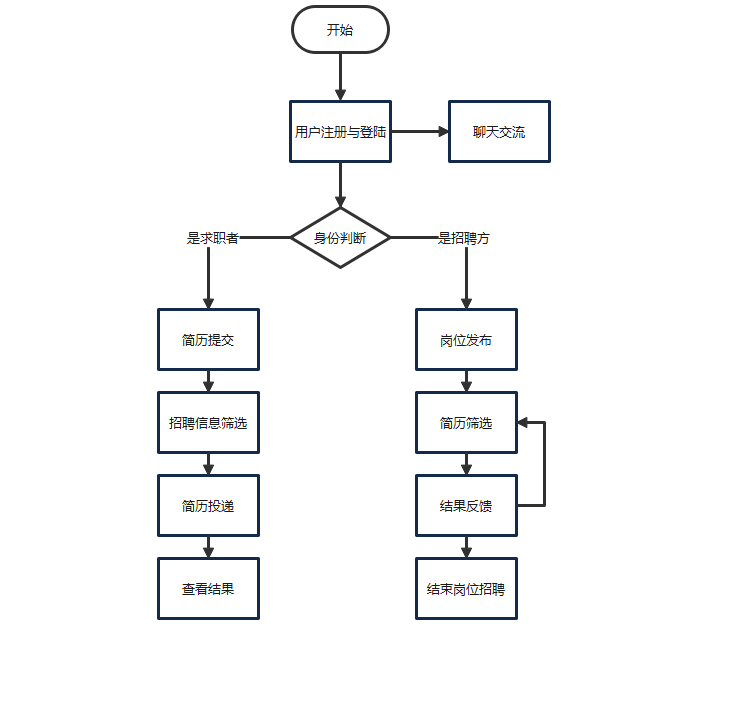 开始
用户注册与登陆
聊天交流
身份判断
是求职者
是招聘方
简历提交
岗位发布
招聘信息筛选
简历筛选
简历投递
结果反馈
查看结果
结束岗位招聘